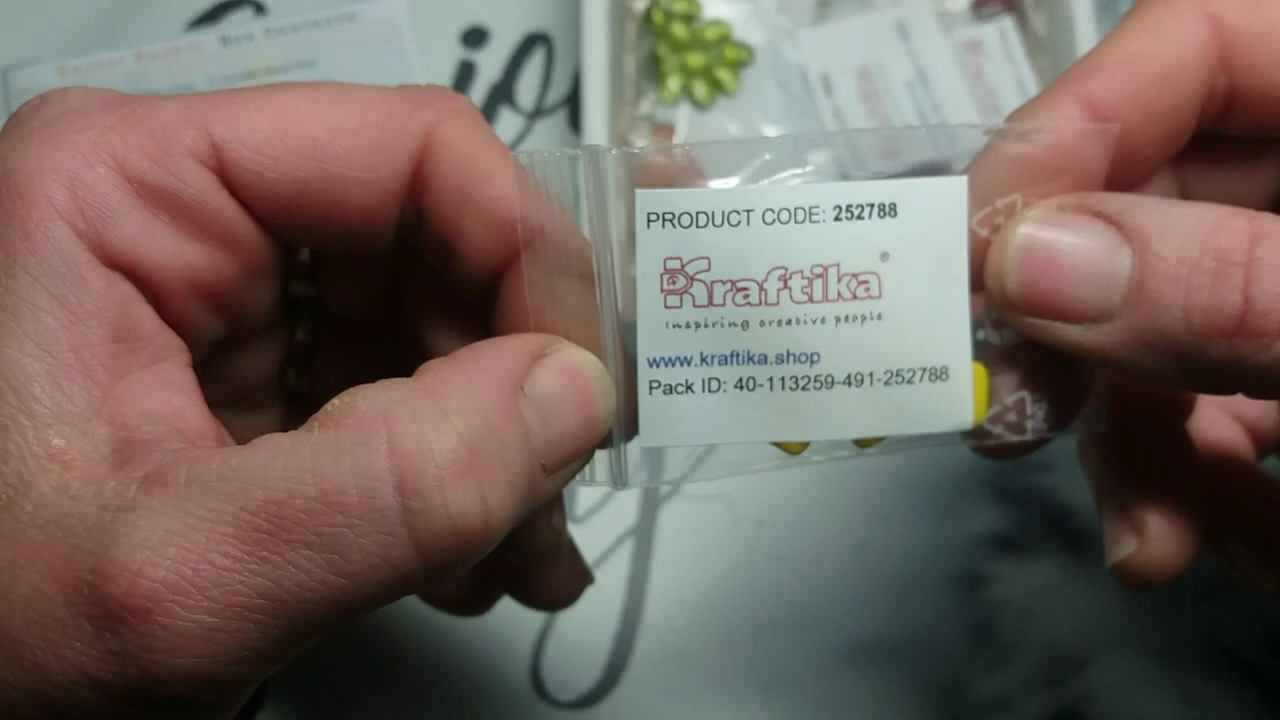 PRODUCT CODE: 252788
Kraftika®
Inspiring creative people
www.kraftika.shop
Pack ID: 40-113259-491-252788